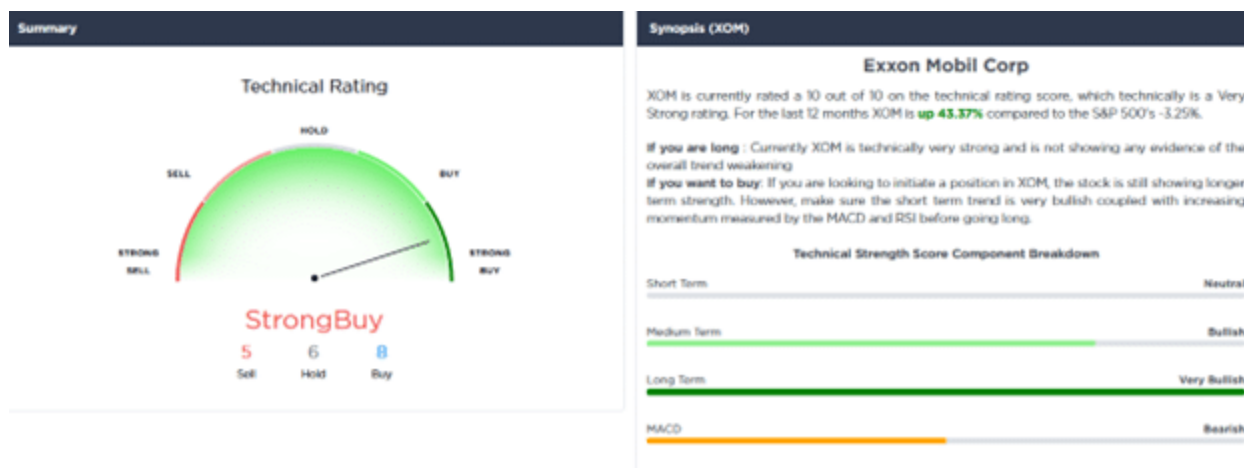 Summary
Technical Rating
HOLD
SELL
BUY
STRONG
SELL
STRONG
BUY
StrongBuy
5 6 8
Sell Hold Buy
Synopsis (XOM)
Exxon Mobil Corp
XOM is currently rated a 10 out of 10 on the technical rating score, which technically is a Very
Strong rating. For the last 12 months XOM is up 43.37% compared to the S&P 500's -3.25%.
If you are long : Currently XOM is technically very strong and is not showing any evidence of the
overall trend weakening
If you want to buy: If you are looking to initiate a position in XOM, the stock is still showing longer
term strength. However, make sure the short term trend is very bullish coupled with increasing
momentum measured by the MACD and RSI before going long.
Technical Strength Score Component Breakdown
Short Term Neutral
Medium Term Bullish
Long Term Very Bullish
MACD Bearish